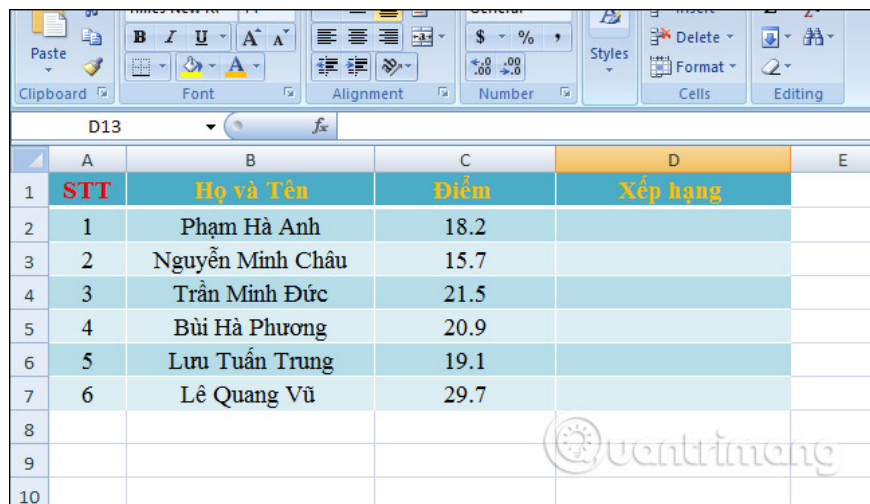 Paste
B I U A A
$ % ,
Styles
Insert
Delete
Format
Clipboard Font Alignment Number Cells Editing
D13 fx
A B C D E
1 STT Họ và Tên Điểm Xếp hạng
2 1 Phạm Hà Anh 18.2
3 2 Nguyễn Minh Châu 15.7
4 3 Trần Minh Đức 21.5
5 4 Bùi Hà Phương 20.9
6 5 Lưu Tuấn Trung 19.1
7 6 Lê Quang Vũ 29.7
8
9
10
Quantrimang